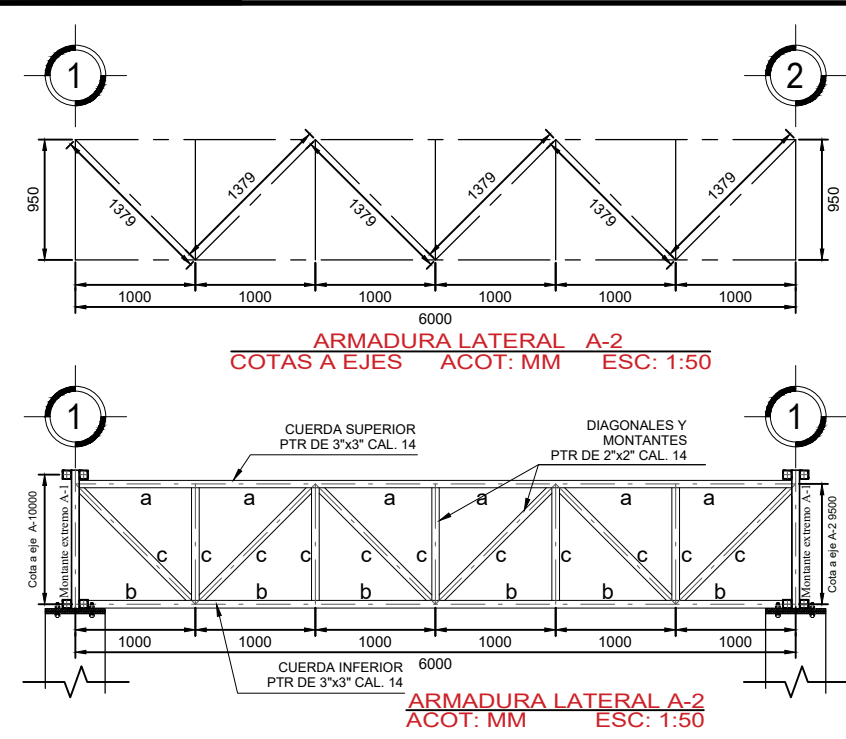 1
2
1379
1379
1379
1379
1379
1379
950
950
1000
1000
1000
1000
1000
1000
6000
ARMADURA LATERAL A-2
COTAS A EJES ACOT: MM ESC: 1:50
1
1
CUERDA SUPERIOR
PTR DE 3"x3" CAL. 14
DIAGONALES Y
MONTANTES
PTR DE 2"x2" CAL. 14
Cota a eje A-10000
Montante extremo A-1
a
a
a
a
a
a
Montante extremo A-1
Cota a eje A-2 9500
c
c
c
c
c
c
c
c
c
c
c
b
b
b
b
b
b
1000
1000
1000
1000
1000
1000
6000
CUERDA INFERIOR
PTR DE 3"x3" CAL. 14
ARMADURA LATERAL A-2
ACOT: MM ESC: 1:50